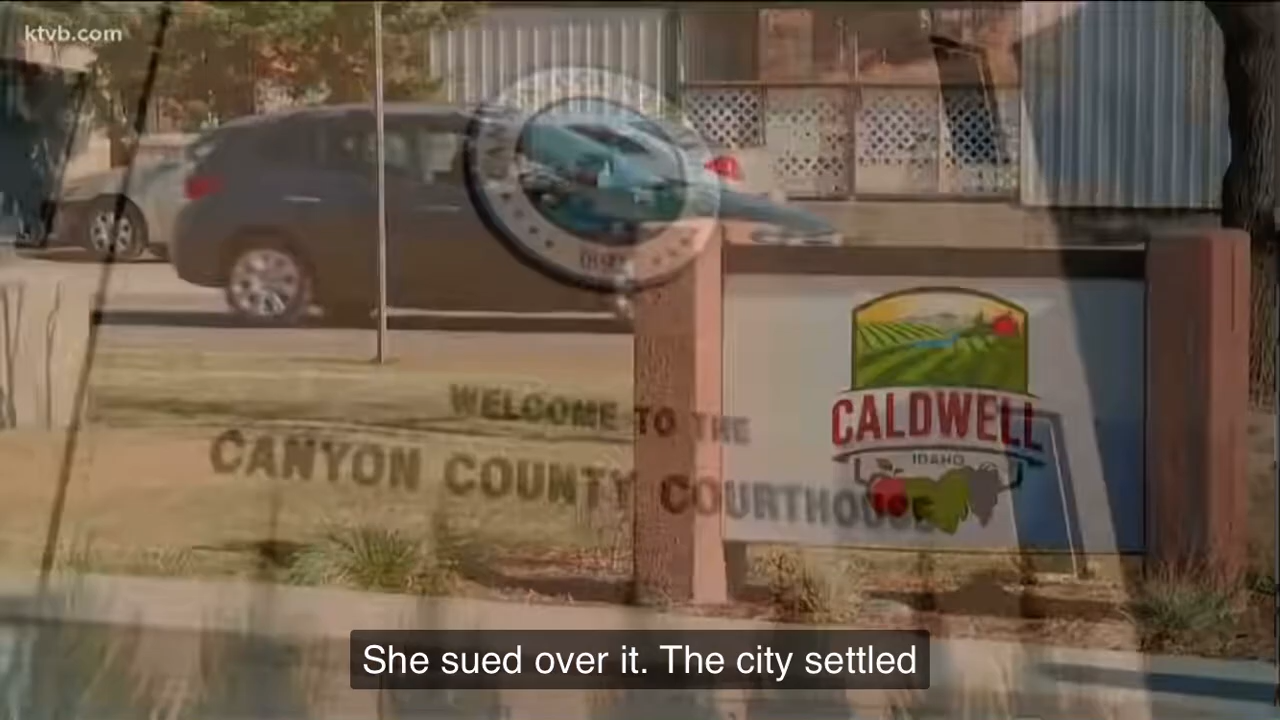 ktvb.com
WELCOME TO THE
CANYON COUNTY COURTHOUSE
CALDWELL
IDAHO
She sued over it. The city settled